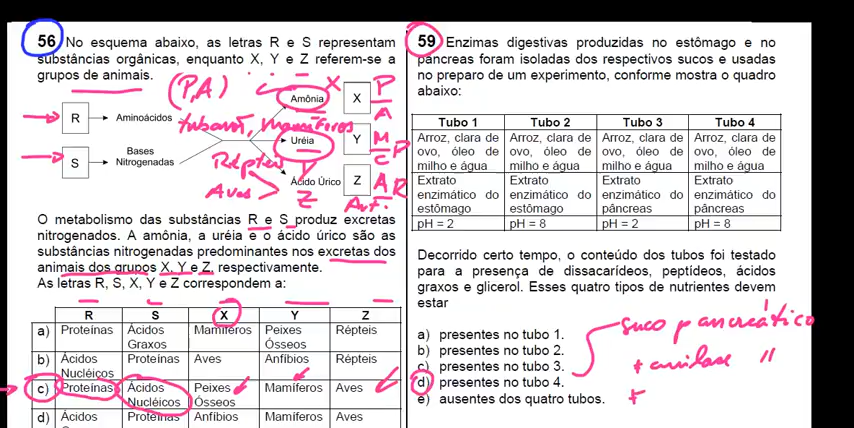 56 No esquema abaixo, as letras R e S representam
substâncias orgânicas, enquanto X, Y e Z referem-se a
grupos de animais.
(P,A)
X
P
A
R
Aminoácidos
Amônia
X
tubarão, mamíferos
Uréia
Y
M
C
P
S
Bases
Nitrogenadas
Répteis
Aves
Z
Ácido Úrico
Z
A
R
O metabolismo das substâncias R e S produz excretas
nitrogenados. A amônia, a uréia e o ácido úrico são as
substâncias nitrogenadas predominantes nos excretas dos
animais dos grupos X, Y e Z, respectivamente.
As letras R, S, X, Y e Z correspondem a:
R S X Y Z
a) Proteínas Ácidos Graxos Mamíferos Peixes Ósseos Répteis
b) Ácidos Nucléicos Proteínas Aves Anfíbios Répteis
c) Proteínas Ácidos Nucléicos Peixes Ósseos Mamíferos Aves
d) Ácidos Proteínas Anfíbios Mamíferos Aves
59 Enzimas digestivas produzidas no estômago e no
pâncreas foram isoladas dos respectivos sucos e usadas
no preparo de um experimento, conforme mostra o quadro
abaixo:
Tubo 1 Tubo 2 Tubo 3 Tubo 4
Arroz, clara de Arroz, clara de Arroz, clara de Arroz, clara de
ovo, óleo de ovo, óleo de ovo, óleo de ovo, óleo de
milho e água milho e água milho e água milho e água
Extrato Extrato Extrato Extrato
enzimático do enzimático do enzimático do enzimático do
estômago estômago pâncreas pâncreas
pH = 2 pH = 8 pH = 2 pH = 8
Decorrido certo tempo, o conteúdo dos tubos foi testado
para a presença de dissacarídeos, peptídeos, ácidos
graxos e glicerol. Esses quatro tipos de nutrientes devem
estar
suco pancreático
a) presentes no tubo 1.
b) presentes no tubo 2.
+ amilase "
c) presentes no tubo 3.
d) presentes no tubo 4.
e) ausentes dos quatro tubos.
+